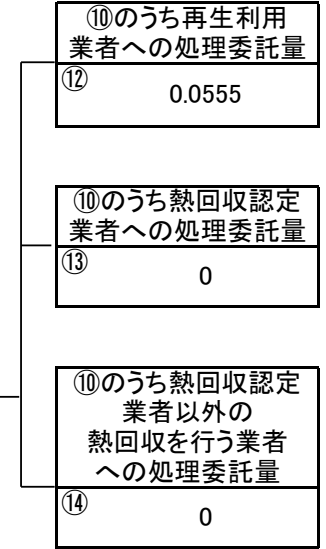 ⑩のうち再生利用
業者への処理委託量
⑫
0.0555
⑩のうち熱回収認定
業者への処理委託量
⑬
0
⑩のうち熱回収認定
業者以外の
熱回収を行う業者
への処理委託量
⑭
0